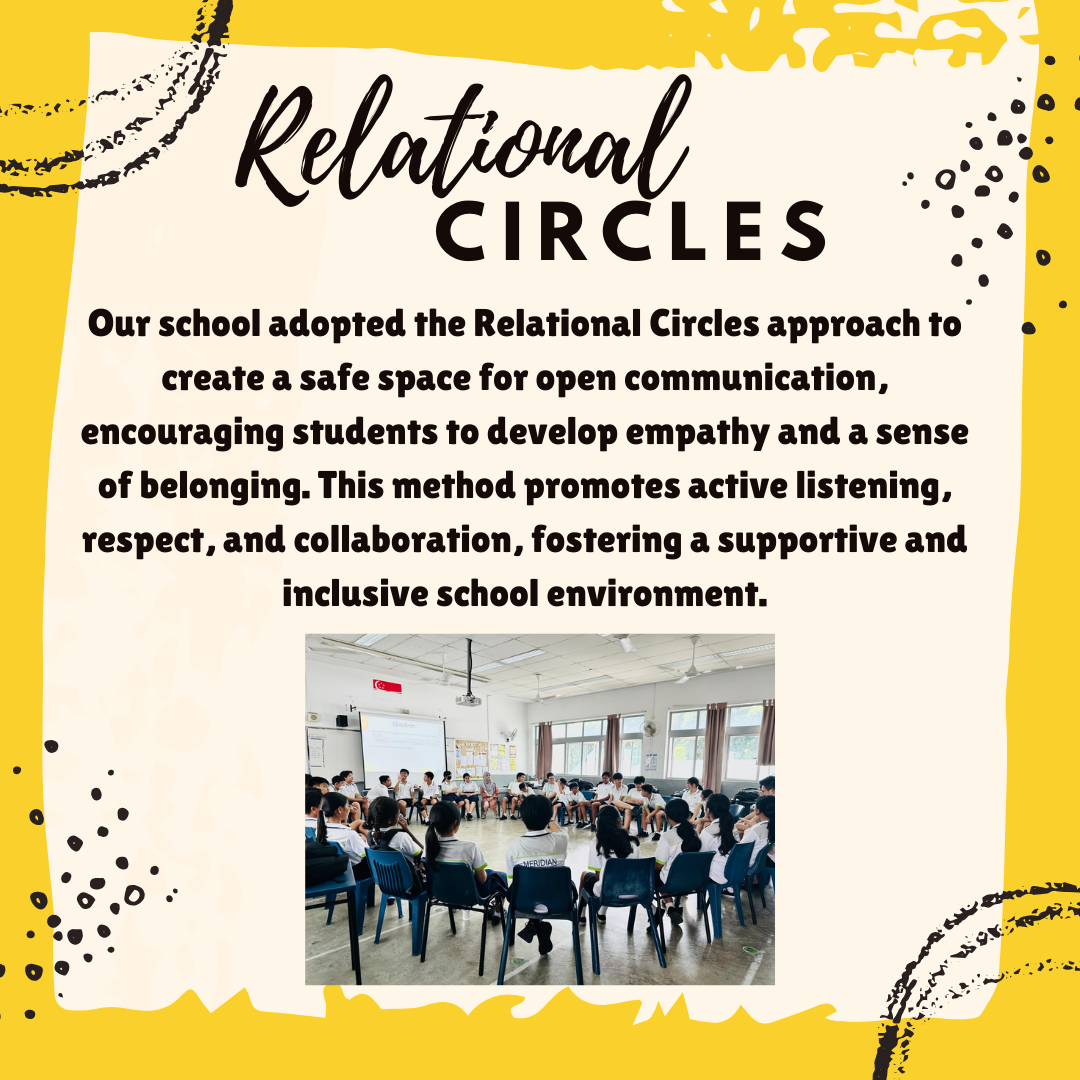 Relational
CIRCLES
Our school adopted the Relational Circles approach to
create a safe space for open communication,
encouraging students to develop empathy and a sense
of belonging. This method promotes active listening,
respect, and collaboration, fostering a supportive and
inclusive school environment.
MERIDIAN